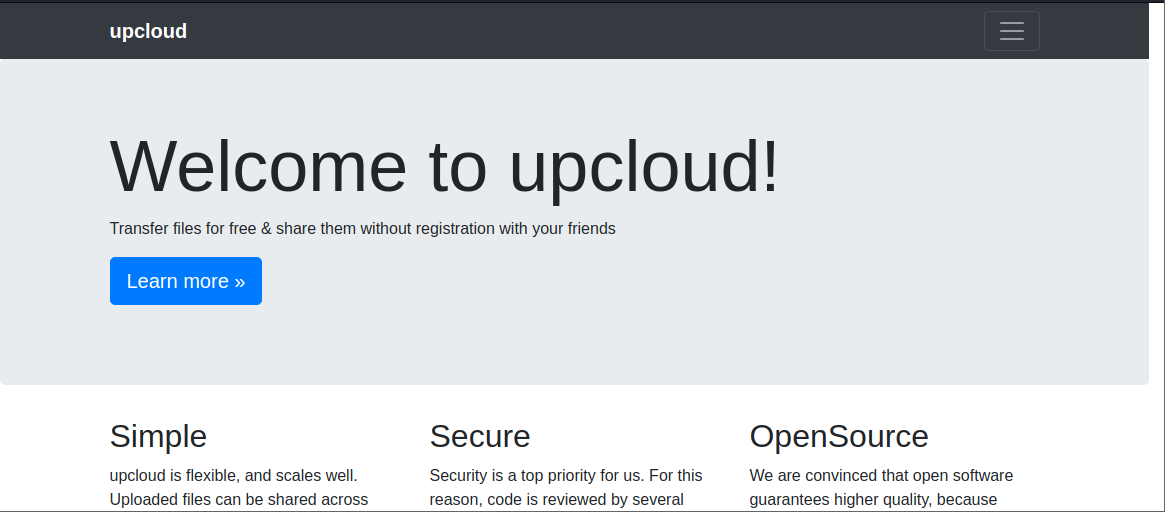 upcloud
Welcome to upcloud!
Transfer files for free & share them without registration with your friends
Learn more »
Simple
upcloud is flexible, and scales well.
Uploaded files can be shared across
Secure
Security is a top priority for us. For this
reason, code is reviewed by several
OpenSource
We are convinced that open software
guarantees higher quality, because